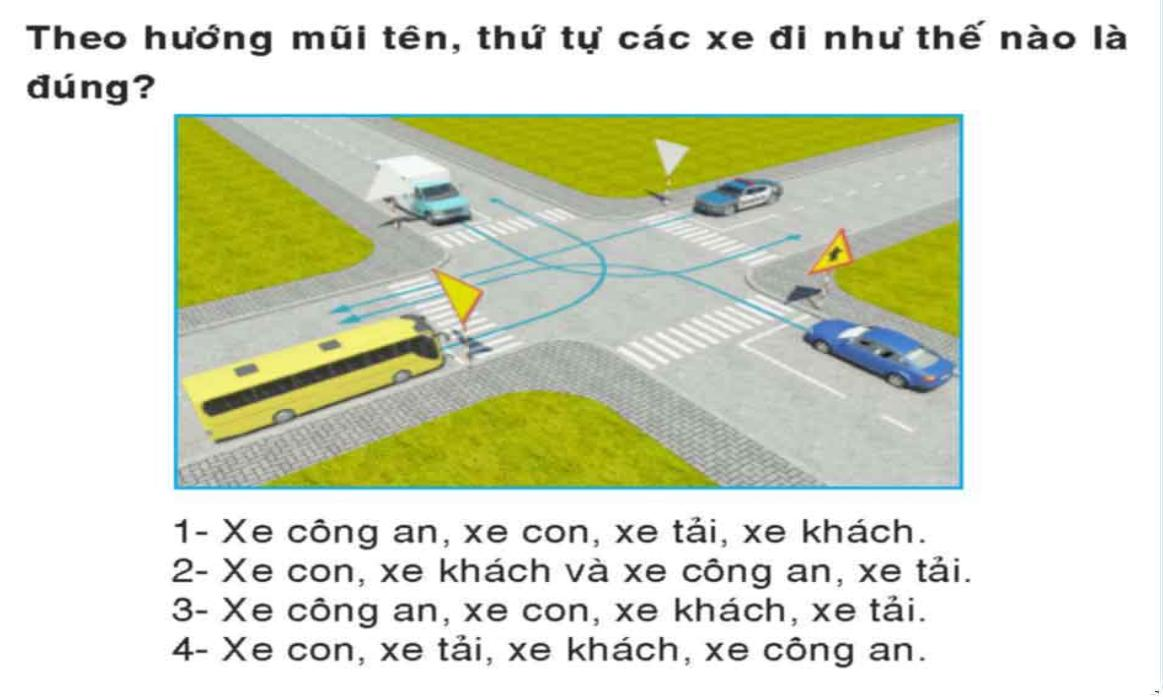 Theo hướng mũi tên, thứ tự các xe đi như thế nào là
đúng?
1- Xe công an, xe con, xe tải, xe khách.
2- Xe con, xe khách và xe công an, xe tải.
3- Xe công an, xe con, xe khách, xe tải.
4- Xe con, xe tải, xe khách, xe công an.